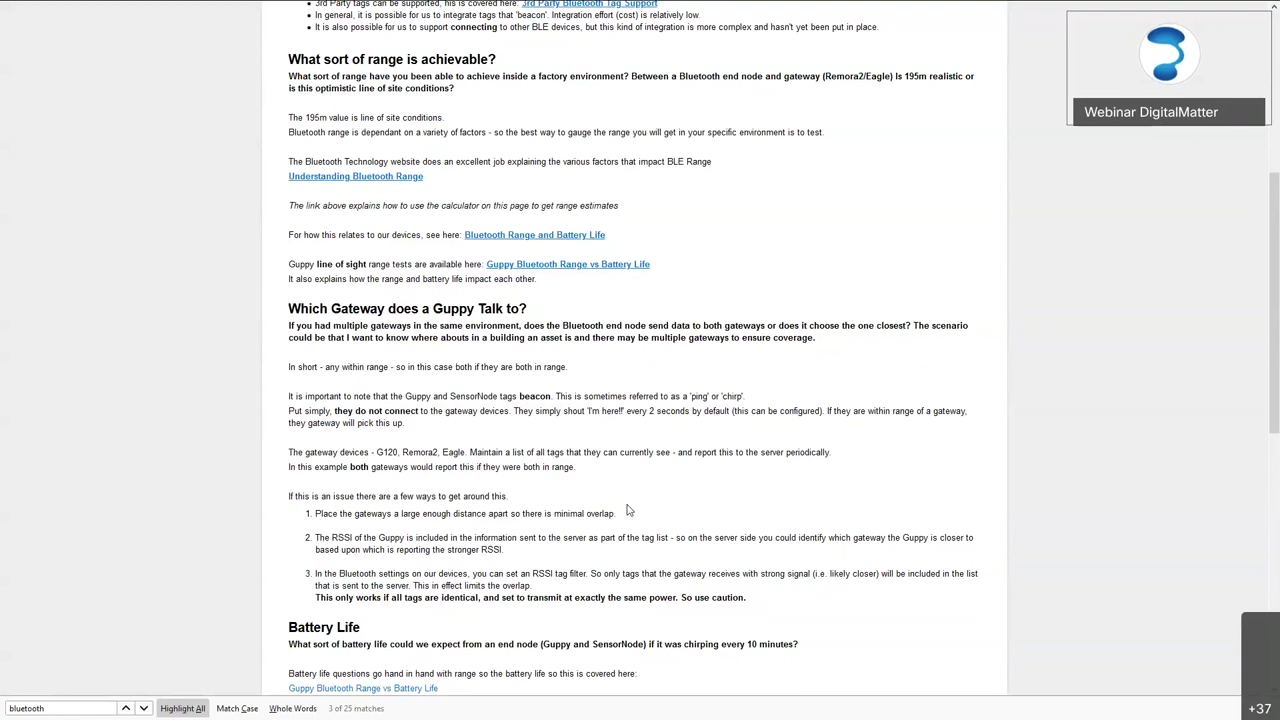 3rd Party tags can be supported, his is covered here: 3rd Party Bluetooth Tag Support
In general, it is possible for us to integrate tags that 'beacon'. Integration effort (cost) is relatively low.
It is also possible for us to support connecting to other BLE devices, but this kind of integration is more complex and hasn't yet been put in place.
What sort of range is achievable?
What sort of range have you been able to achieve inside a factory environment? Between a Bluetooth end node and gateway (Remora2/Eagle) Is 195m realistic or
is this optimistic line of site conditions?
The 195m value is line of site conditions.
Bluetooth range is dependant on a variety of factors - so the best way to gauge the range you will get in your specific environment is to test.
The Bluetooth Technology website does an excellent job explaining the various factors that impact BLE Range
Understanding Bluetooth Range
The link above explains how to use the calculator on this page to get range estimates
For how this relates to our devices, see here: Bluetooth Range and Battery Life
Guppy line of sight range tests are available here: Guppy Bluetooth Range vs Battery Life
It also explains how the range and battery life impact each other.
Which Gateway does a Guppy Talk to?
If you had multiple gateways in the same environment, does the Bluetooth end node send data to both gateways or does it choose the one closest? The scenario
could be that I want to know where abouts in a building an asset is and there may be multiple gateways to ensure coverage.
In short - any within range - so in this case both if they are both in range.
It is important to note that the Guppy and SensorNode tags beacon. This is sometimes referred to as a 'ping' or 'chirp'.
Put simply, they do not connect to the gateway devices. They simply shout 'I'm here!!' every 2 seconds by default (this can be configured). If they are within range of a gateway,
they gateway will pick this up.
The gateway devices - G120, Remora2, Eagle. Maintain a list of all tags that they can currently see - and report this to the server periodically.
In this example both gateways would report this if they were both in range.
If this is an issue there are a few ways to get around this.
1. Place the gateways a large enough distance apart so there is minimal overlap.
2. The RSSI of the Guppy is included in the information sent to the server as part of the tag list - so on the server side you could identify which gateway the Guppy is closer to
based upon which is reporting the stronger RSSI.
3. In the Bluetooth settings on our devices, you can set an RSSI tag filter. So only tags that the gateway receives with strong signal (i.e. likely closer) will be included in the list
that is sent to the server. This in effect limits the overlap.
This only works if all tags are identical, and set to transmit at exactly the same power. So use caution.
Battery Life
What sort of battery life could we expect from an end node (Guppy and SensorNode) if it was chirping every 10 minutes?
Battery life questions go hand in hand with range so the battery life so this is covered here:
Guppy Bluetooth Range vs Battery Life
Webinar DigitalMatter
bluetooth
Highlight All
Match Case
Whole Words
3 of 25 matches
+37